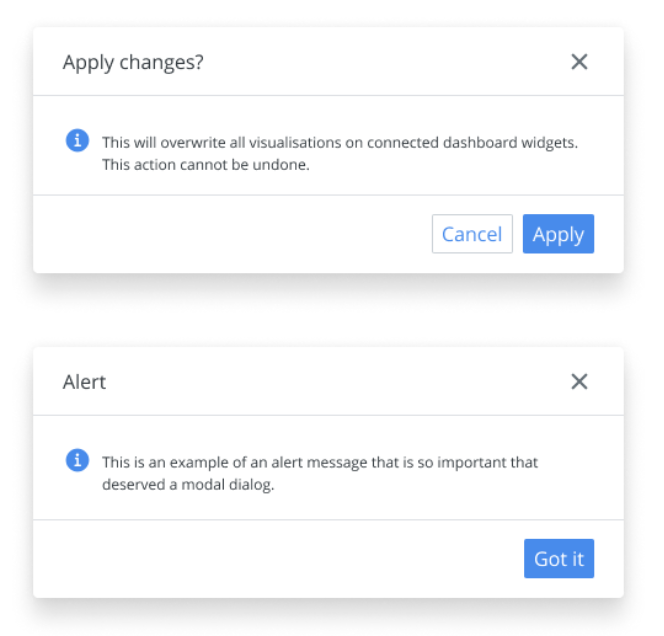 Apply changes?
This will overwrite all visualisations on connected dashboard widgets.
This action cannot be undone.
Cancel
Apply
Alert
This is an example of an alert message that is so important that
deserved a modal dialog.
Got it